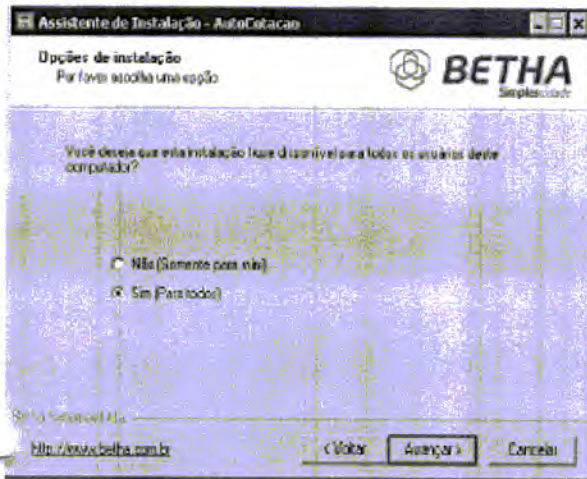 Assistente de Instalação - AutoCotacao
Opções de instalação
Por favor escolha uma opção
BETHA
Simplescidade
Você deseja que esta instalação fique disponível para todos os usuários deste
computador?
Não (Somente para mim)
Sim (Para todos)
http://www.betha.com.br
< Voltar
Avançar >
Cancelar